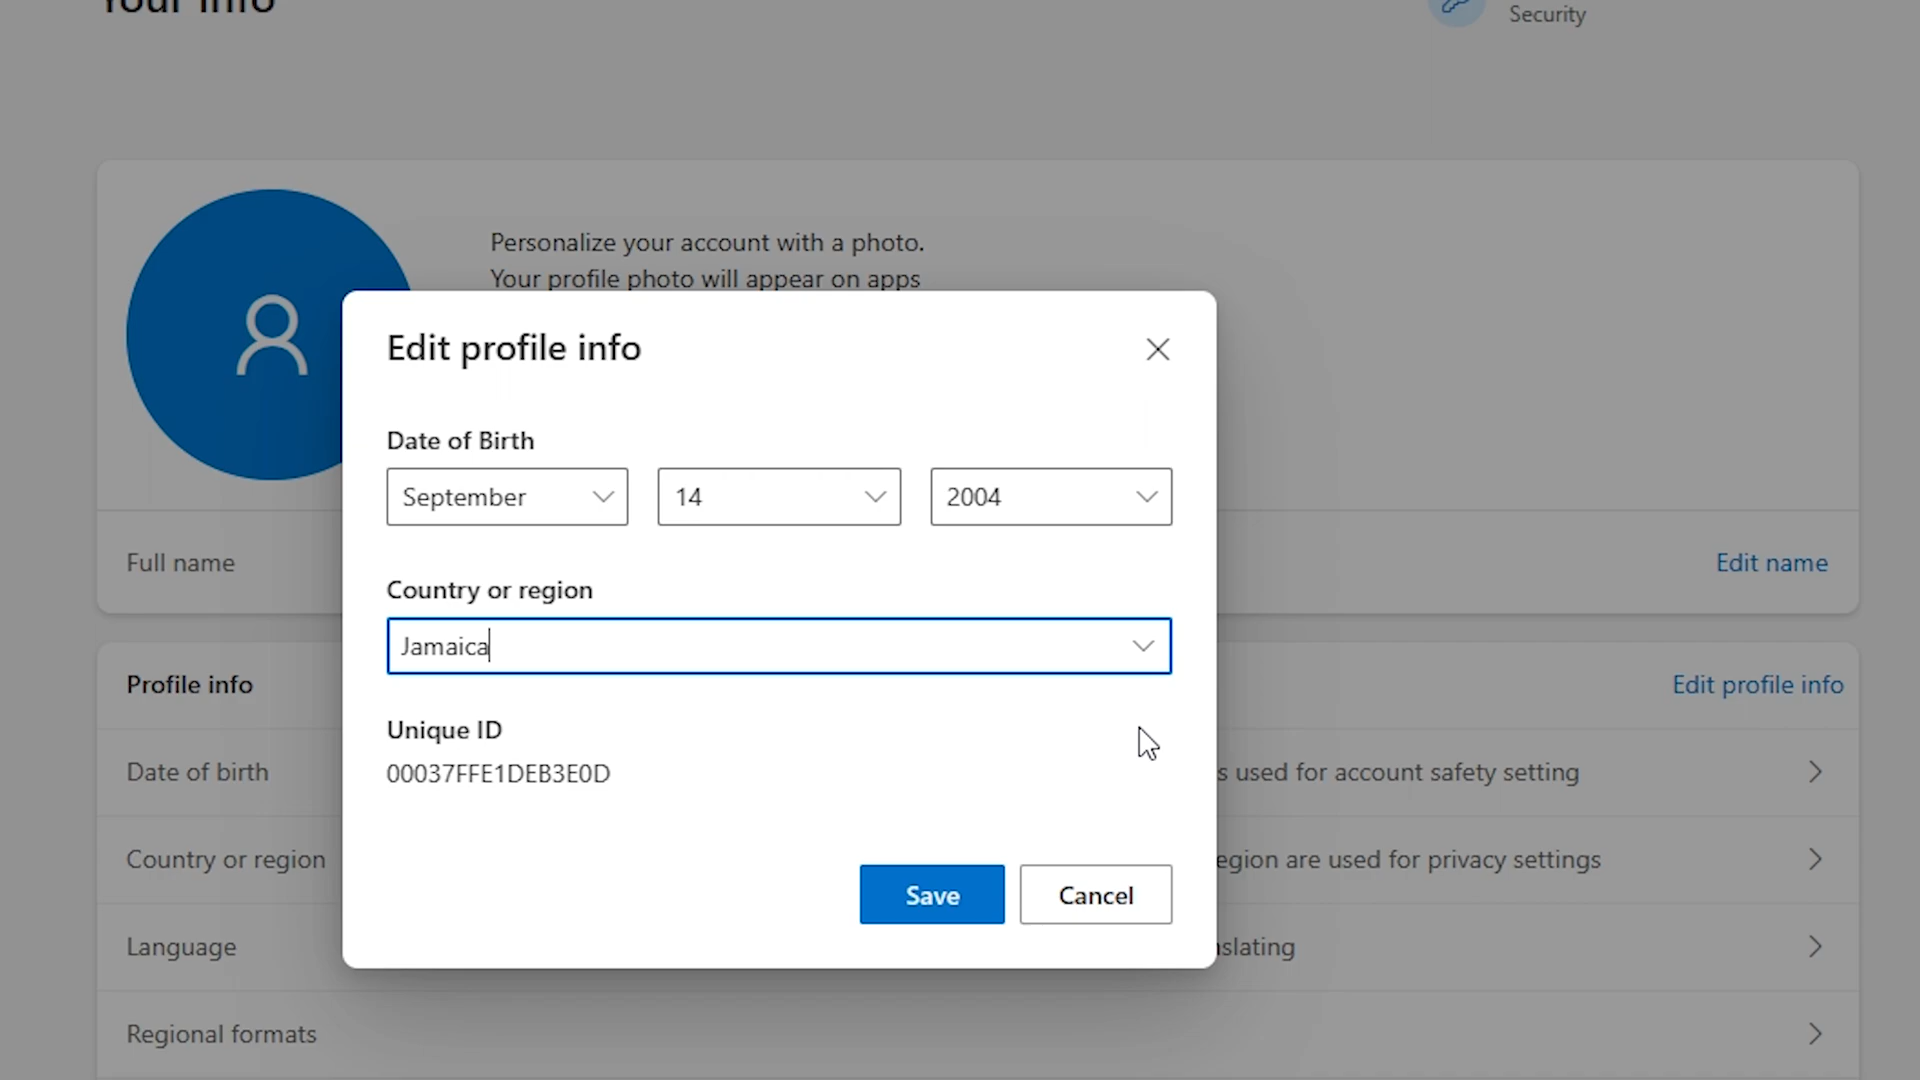 Your info
Security
Personalize your account with a photo.
Your profile photo will appear on apps
Edit profile info
Date of Birth
September
14
2004
Full name
Edit name
Country or region
Jamaica
Profile info
Edit profile info
Unique ID
00037FFE1DEB3E0D
Date of birth
s used for account safety setting
Country or region
egion are used for privacy settings
Save
Cancel
Language
slating
Regional formats